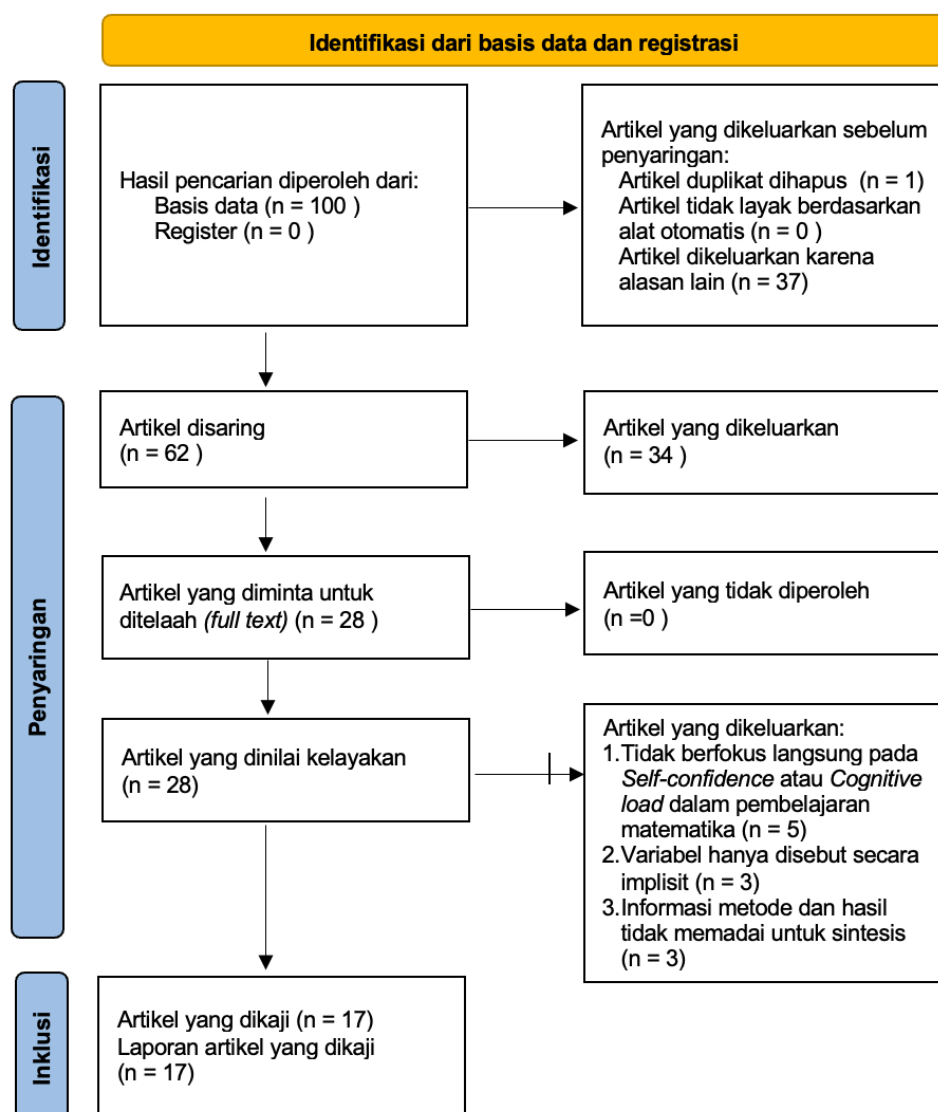 Identifikasi dari basis data dan registrasi
Identifikasi
Hasil pencarian diperoleh dari:
Basis data (n = 100 )
Register (n = 0 )
Artikel yang dikeluarkan sebelum
penyaringan:
Artikel duplikat dihapus (n = 1)
Artikel tidak layak berdasarkan
alat otomatis (n = 0 )
Artikel dikeluarkan karena
alasan lain (n = 37)
Penyaringan
Artikel disaring
(n = 62 )
Artikel yang dikeluarkan
(n = 34 )
Artikel yang diminta untuk
ditelaah (full text) (n = 28 )
Artikel yang tidak diperoleh
(n =0 )
Artikel yang dinilai kelayakan
(n = 28)
Artikel yang dikeluarkan:
1.Tidak berfokus langsung pada
Self-confidence atau Cognitive
load dalam pembelajaran
matematika (n = 5)
2.Variabel hanya disebut secara
implisit (n = 3)
3.Informasi metode dan hasil
tidak memadai untuk sintesis
(n = 3)
Inklusi
Artikel yang dikaji (n = 17)
Laporan artikel yang dikaji
(n = 17)